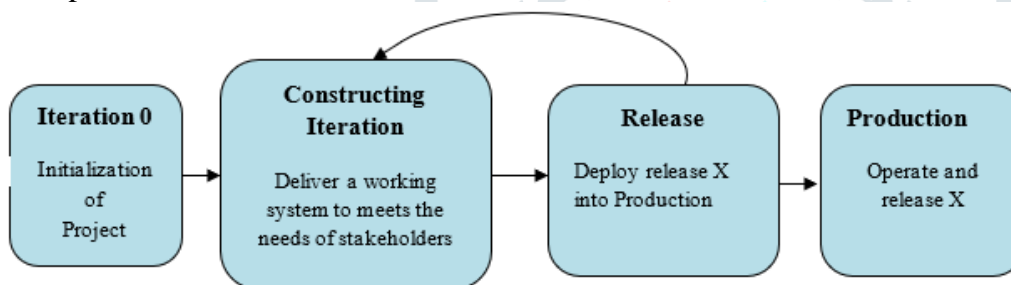 Iteration 0
Initialization
of
Project
Constructing
Iteration
Deliver a working
system to meets the
needs of stakeholders
Release
Deploy release X
into Production
Production
Operate and
release X